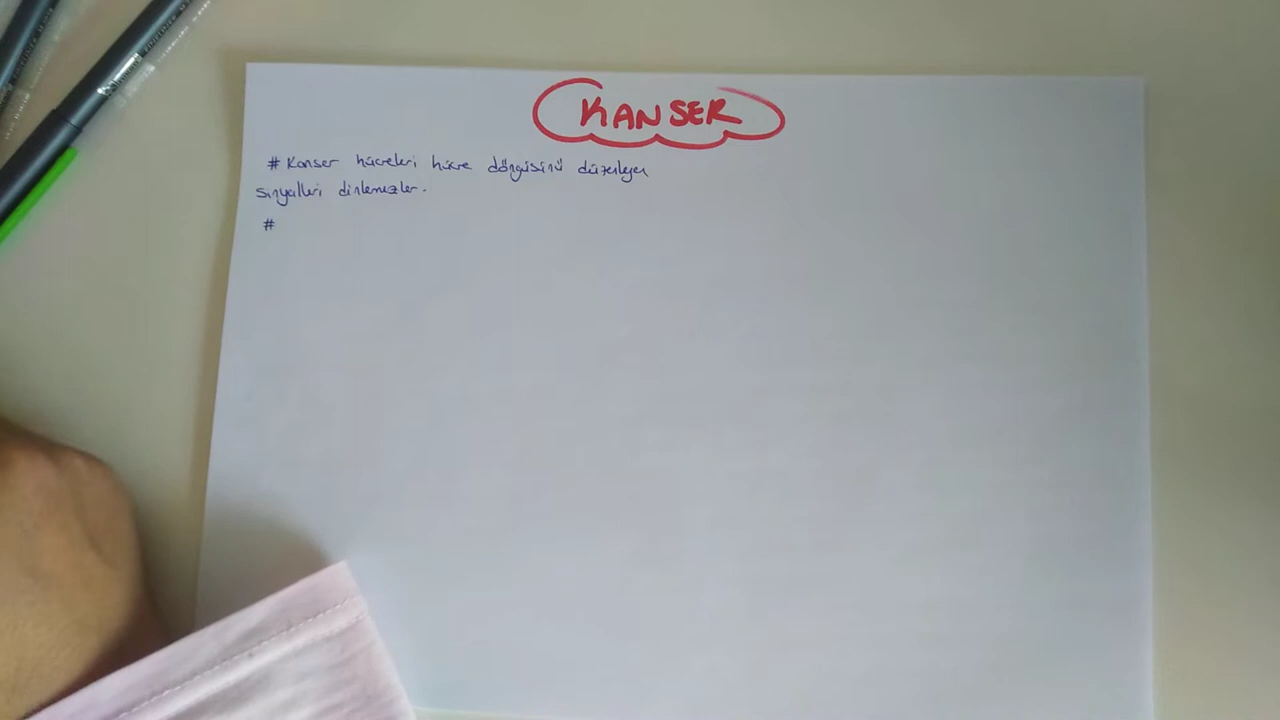 KANSER
# Kanser hücreleri hücre döngüsünü düzenleyen
sinyalleri dinlemezler.
#